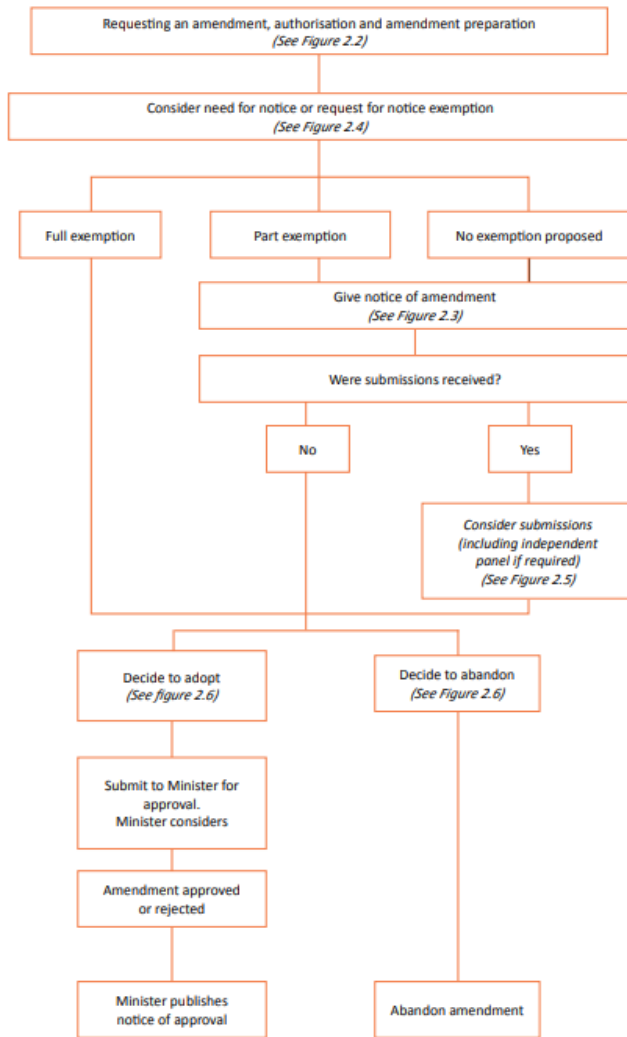 Requesting an amendment, authorisation and amendment preparation
(See Figure 2.2)
Consider need for notice or request for notice exemption
(See Figure 2.4)
Full exemption
Part exemption
No exemption proposed
Give notice of amendment
(See Figure 2.3)
Were submissions received?
No
Yes
Consider submissions
(including independent
panel if required)
(See Figure 2.5)
Decide to adopt
(See figure 2.6)
Decide to abandon
(See Figure 2.6)
Submit to Minister for
approval.
Minister considers
Amendment approved
or rejected
Minister publishes
notice of approval
Abandon amendment